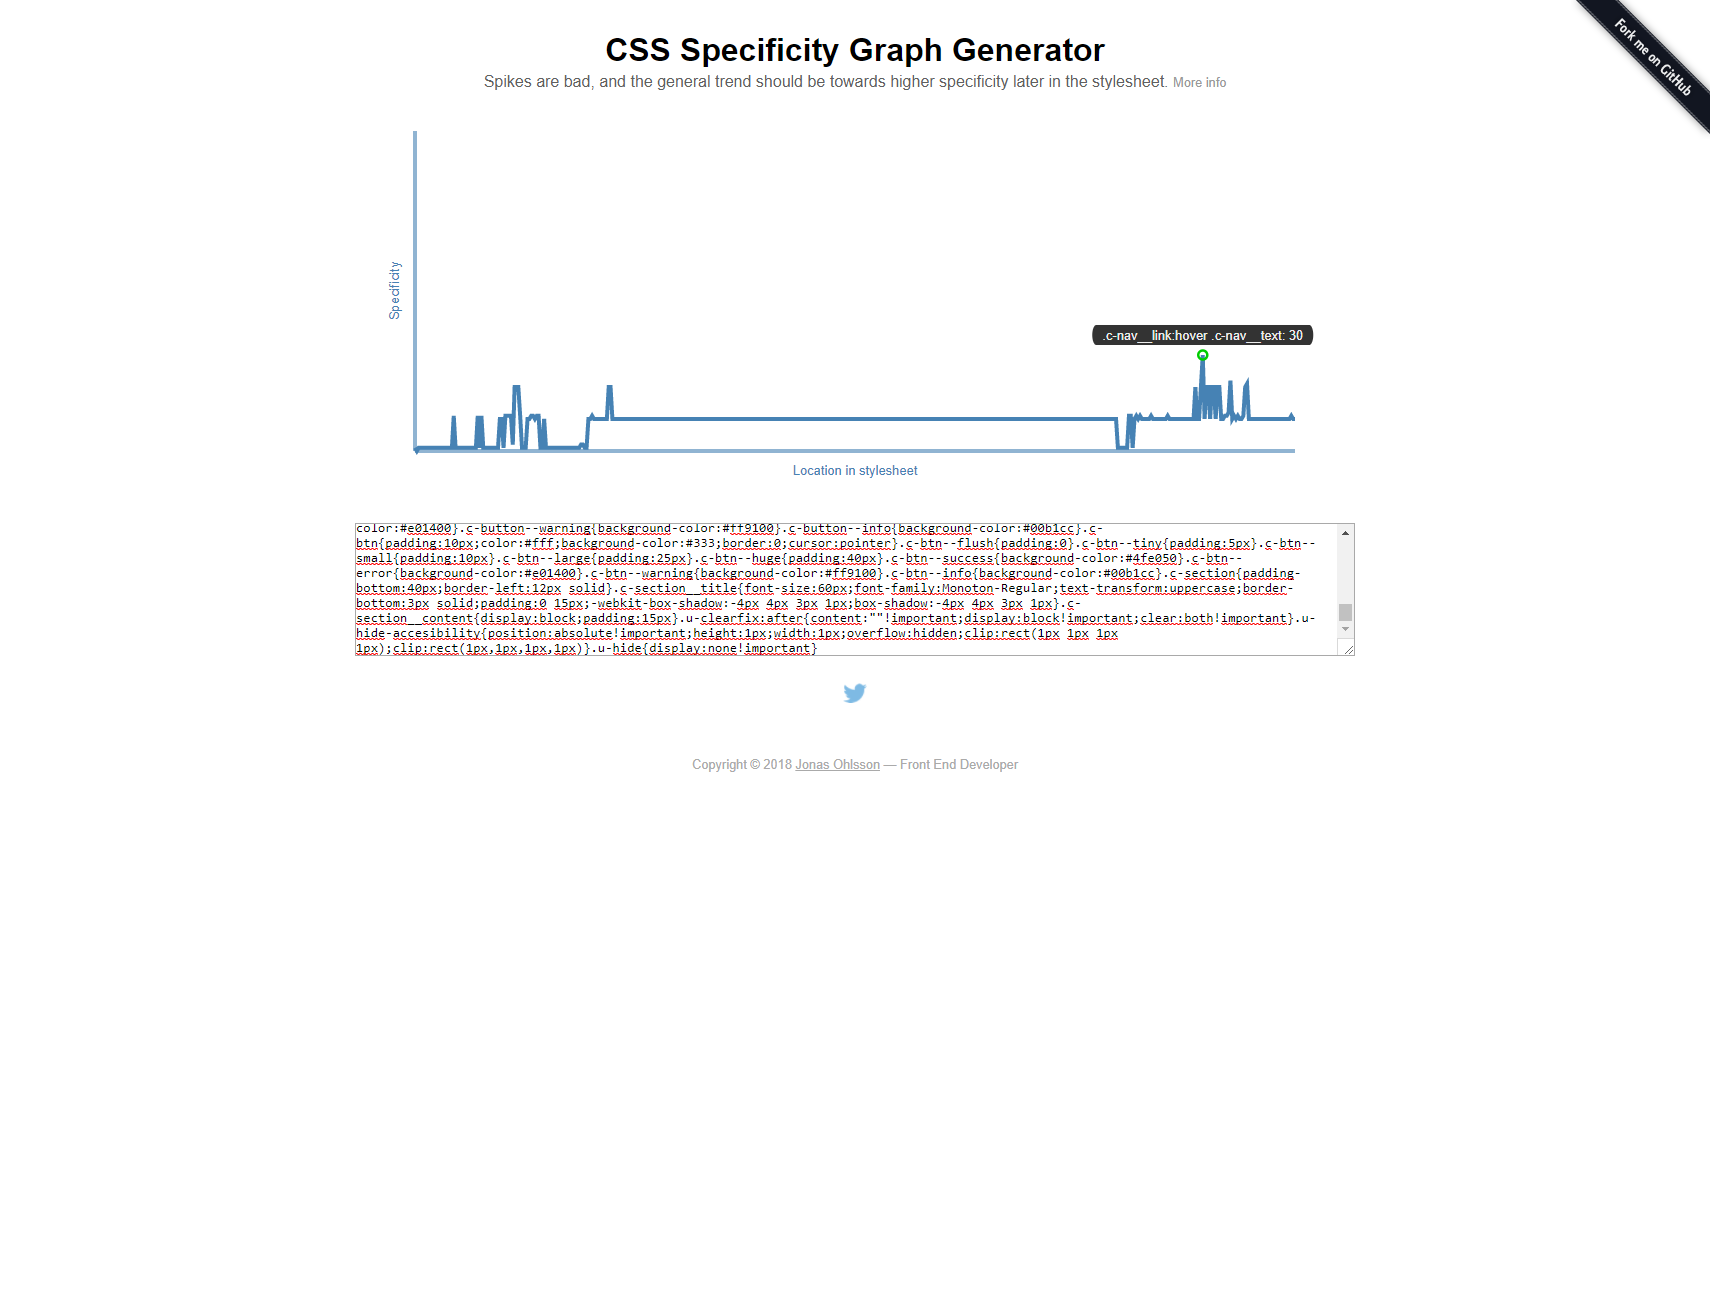 Fork me on GitHub
CSS Specificity Graph Generator
Spikes are bad, and the general trend should be towards higher specificity later in the stylesheet. More info
Specificity
.c-nav__link:hover .c-nav__text: 30
Location in stylesheet
color:#e01400}.c-button--warning{background-color:#ff9100}.c-button--info{background-color:#00b1cc}.c-
btn{padding:10px;color:#fff;background-color:#333;border:0;cursor:pointer}.c-btn--flush{padding:0}.c-btn--tiny{padding:5px}.c-btn--
small{padding:10px}.c-btn--large{padding:25px}.c-btn--huge{padding:40px}.c-btn--success{background-color:#4fe050}.c-btn--
error{background-color:#e01400}.c-btn--warning{background-color:#ff9100}.c-btn--info{background-color:#00b1cc}.c-section{padding-
bottom:40px;border-left:12px solid}.c-section__title{font-size:60px;font-family:Monoton-Regular;text-transform:uppercase;border-
bottom:3px solid;padding:0 15px;-webkit-box-shadow:-4px 4px 3px 1px;box-shadow:-4px 4px 3px 1px}.c-
section__content{display:block;padding:15px}.u-clearfix:after{content:""!important;display:block!important;clear:both!important}.u-
hide-accesibility{position:absolute!important;height:1px;width:1px;overflow:hidden;clip:rect(1px 1px 1px
1px);clip:rect(1px,1px,1px,1px)}.u-hide{display:none!important}
Copyright © 2018 Jonas Ohlsson — Front End Developer